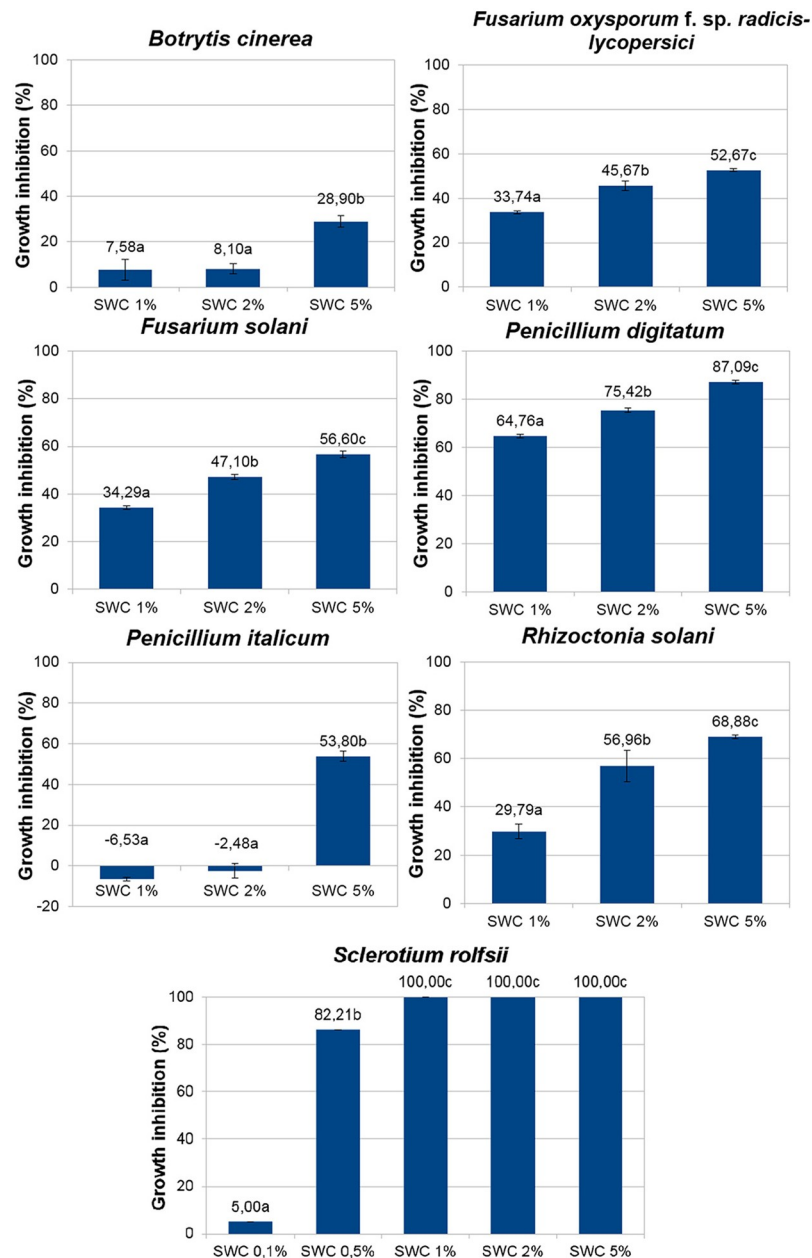 Botrytis cinerea
Growth inhibition (%)
100
80
60
40
20
0
7,58a
8,10a
28,90b
SWC 1%
SWC 2%
SWC 5%
Fusarium oxysporum f. sp. radicis-
lycopersici
Growth inhibition (%)
100
80
60
40
20
0
33,74a
45,67b
52,67c
SWC 1%
SWC 2%
SWC 5%
Fusarium solani
Growth inhibition (%)
100
80
60
40
20
0
34,29a
47,10b
56,60c
SWC 1%
SWC 2%
SWC 5%
Penicillium digitatum
Growth inhibition (%)
100
80
60
40
20
0
64,76a
75,42b
87,09c
SWC 1%
SWC 2%
SWC 5%
Penicillium italicum
Growth inhibition (%)
100
80
60
40
20
0
-20
-6,53a
-2,48a
53,80b
SWC 1%
SWC 2%
SWC 5%
Rhizoctonia solani
Growth inhibition (%)
100
80
60
40
20
0
29,79a
56,96b
68,88c
SWC 1%
SWC 2%
SWC 5%
Sclerotium rolfsii
Growth inhibition (%)
100
80
60
40
20
0
5,00a
82,21b
100,00c
100,00c
100,00c
SWC 0,1%
SWC 0,5%
SWC 1%
SWC 2%
SWC 5%